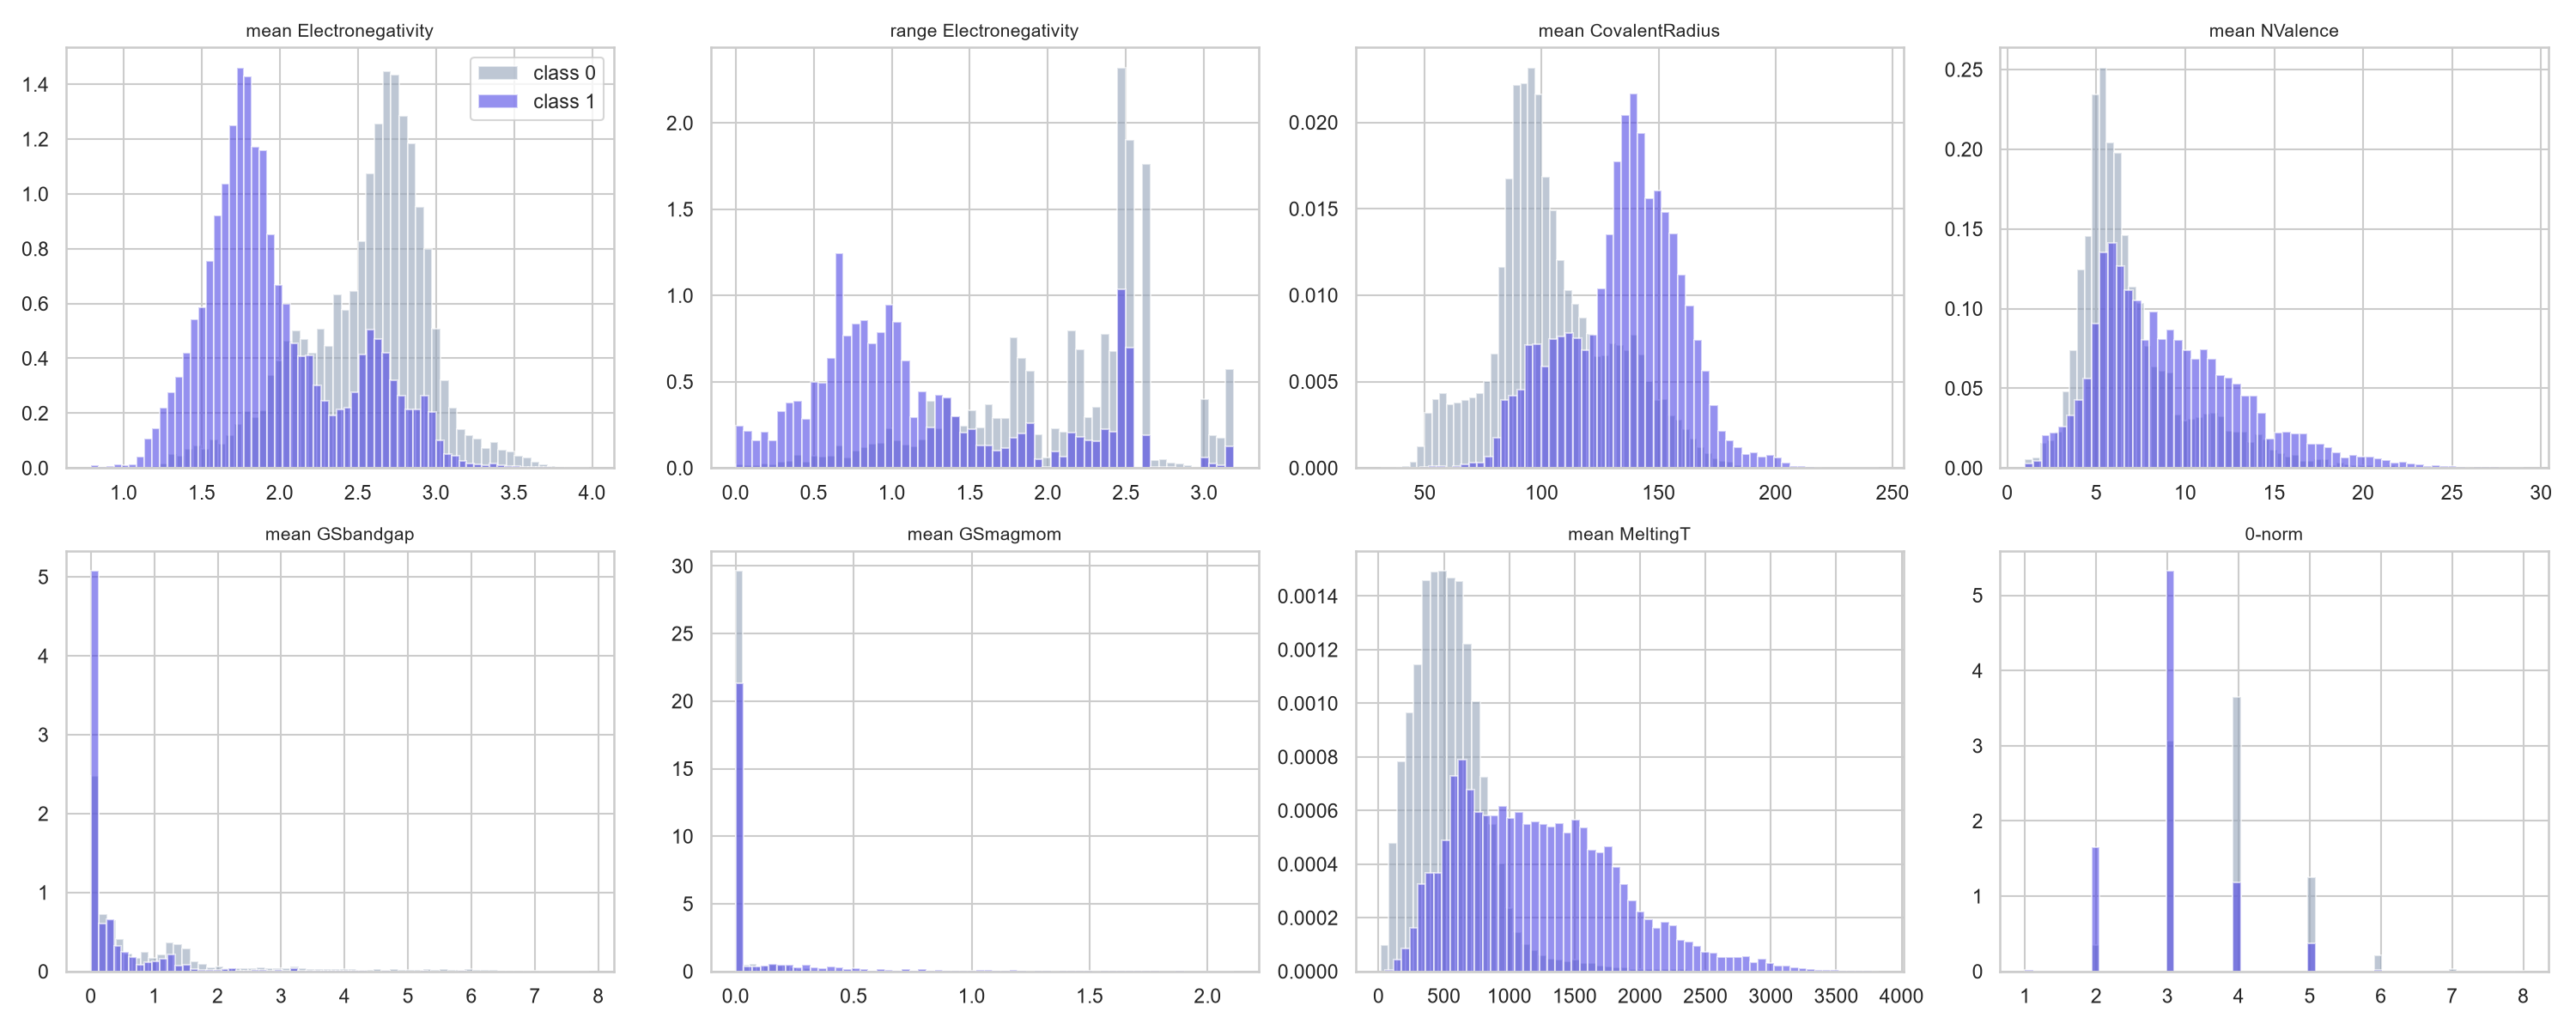 mean Electronegativity
class 0
class 1
1.4
1.2
1.0
0.8
0.6
0.4
0.2
0.0
1.0 1.5 2.0 2.5 3.0 3.5 4.0
range Electronegativity
2.0
1.5
1.0
0.5
0.0
0.0 0.5 1.0 1.5 2.0 2.5 3.0
mean CovalentRadius
0.020
0.015
0.010
0.005
0.000
50 100 150 200 250
mean NValence
0.25
0.20
0.15
0.10
0.05
0.00
0 5 10 15 20 25 30
mean GSbandgap
5
4
3
2
1
0
0 1 2 3 4 5 6 7 8
mean GSmagmom
30
25
20
15
10
5
0
0.0 0.5 1.0 1.5 2.0
mean MeltingT
0.0014
0.0012
0.0010
0.0008
0.0006
0.0004
0.0002
0.0000
0 500 1000 1500 2000 2500 3000 3500 4000
0-norm
5
4
3
2
1
0
1 2 3 4 5 6 7 8